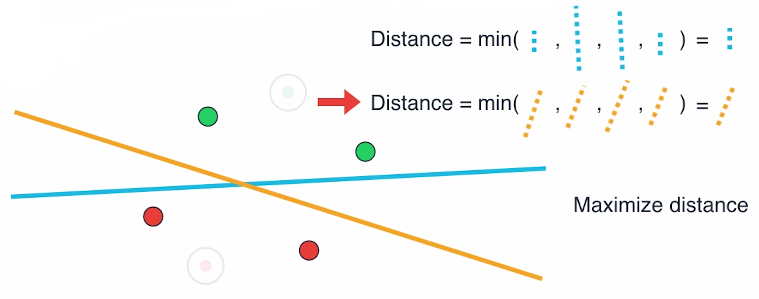 Distance = min( , , , ) =
Distance = min( , , , ) =
Maximize distance